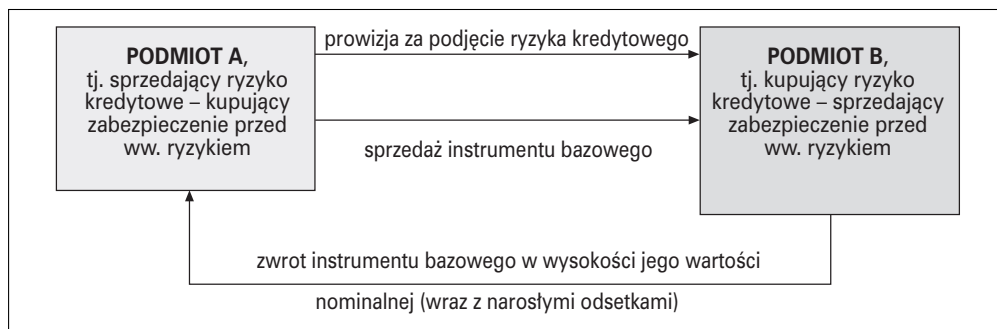 PODMIOT A,
tj. sprzedający ryzyko
kredytowe – kupujący
zabezpieczenie przed
ww. ryzykiem
prowizja za podjęcie ryzyka kredytowego
sprzedaż instrumentu bazowego
PODMIOT B,
tj. kupujący ryzyko
kredytowe – sprzedający
zabezpieczenie przed
ww. ryzykiem
zwrot instrumentu bazowego w wysokości jego wartości
nominalnej (wraz z narosłymi odsetkami)